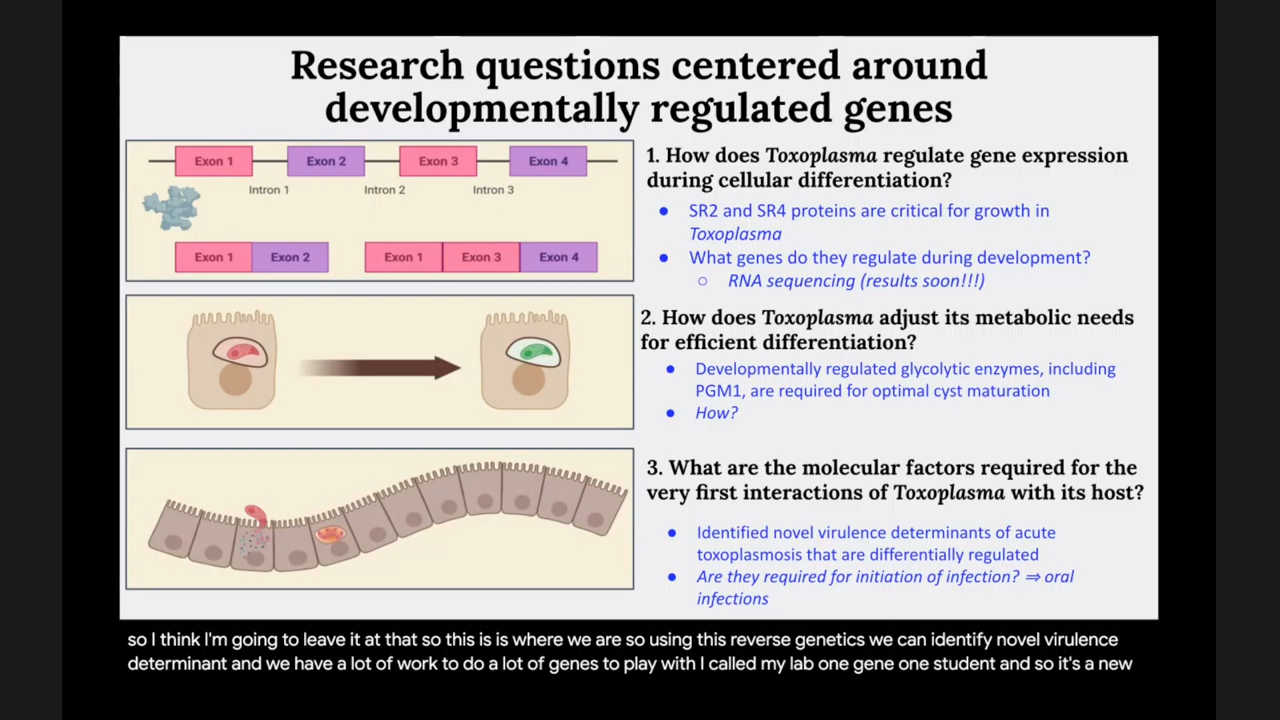 Research questions centered around
developmentally regulated genes
Exon 1
Exon 2
Exon 3
Exon 4
Intron 1
Intron 2
Intron 3
Exon 1
Exon 2
Exon 1
Exon 3
Exon 4
1. How does Toxoplasma regulate gene expression
during cellular differentiation?
● SR2 and SR4 proteins are critical for growth in
Toxoplasma
● What genes do they regulate during development?
○ RNA sequencing (results soon!!!)
2. How does Toxoplasma adjust its metabolic needs
for efficient differentiation?
● Developmentally regulated glycolytic enzymes, including
PGM1, are required for optimal cyst maturation
● How?
3. What are the molecular factors required for the
very first interactions of Toxoplasma with its host?
● Identified novel virulence determinants of acute
toxoplasmosis that are differentially regulated
● Are they required for initiation of infection? ⇒ oral
infections
so I think I'm going to leave it at that so this is is where we are so using this reverse genetics we can identify novel virulence
determinant and we have a lot of work to do a lot of genes to play with I called my lab one gene one student and so it's a new